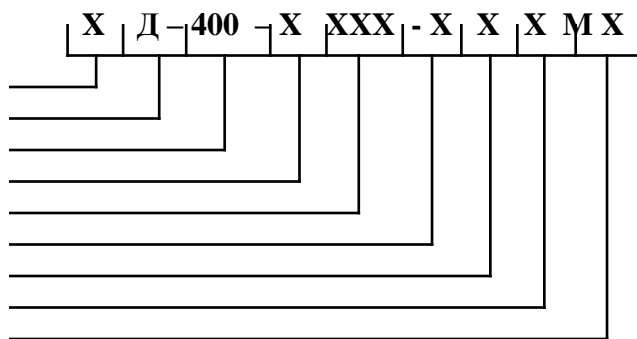 Х Д – 400 – Х ХХХ - Х Х Х М Х